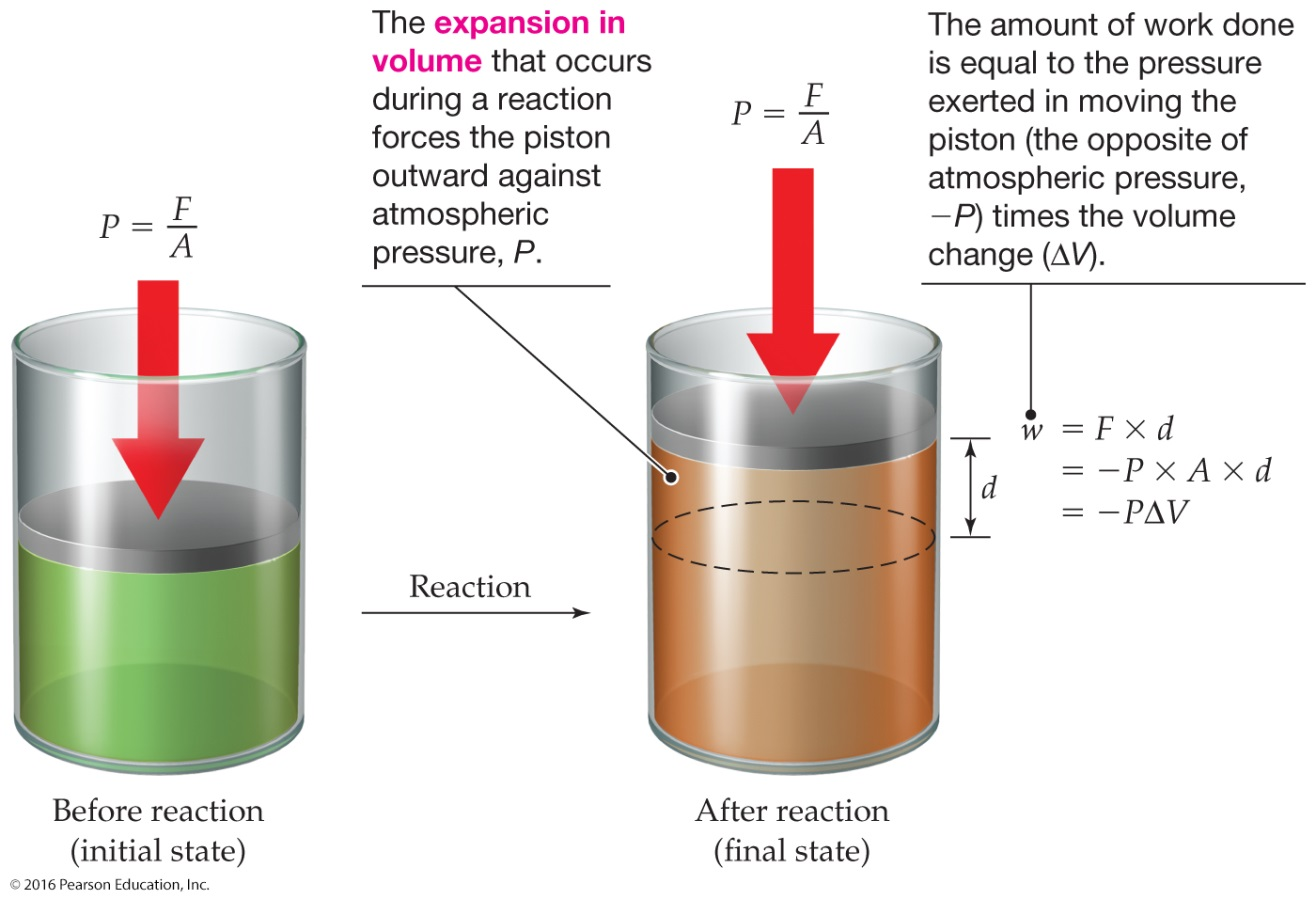 The expansion in
volume that occurs
during a reaction
forces the piston
outward against
atmospheric
pressure, P.
The amount of work done
is equal to the pressure
exerted in moving the
piston (the opposite of
atmospheric pressure,
−P) times the volume
change (ΔV).
P = F/A
P = F/A
w = F × d
= −P × A × d
= −PΔV
d
Reaction
Before reaction
(initial state)
After reaction
(final state)
© 2016 Pearson Education, Inc.